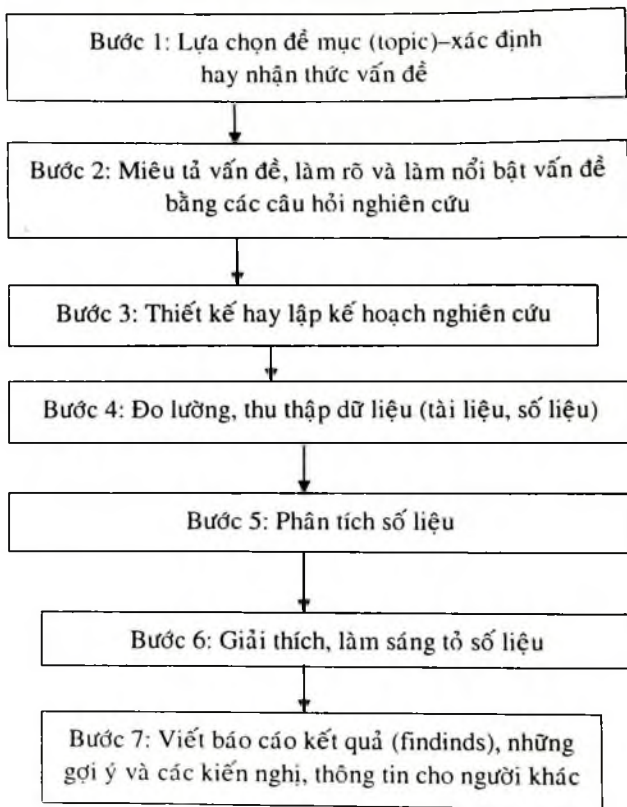 Bước 1: Lựa chọn đề mục (topic)–xác định
hay nhận thức vấn đề
Bước 2: Miêu tả vấn đề, làm rõ và làm nổi bật vấn đề
bằng các câu hỏi nghiên cứu
Bước 3: Thiết kế hay lập kế hoạch nghiên cứu
Bước 4: Đo lường, thu thập dữ liệu (tài liệu, số liệu)
Bước 5: Phân tích số liệu
Bước 6: Giải thích, làm sáng tỏ số liệu
Bước 7: Viết báo cáo kết quả (findinds), những
gợi ý và các kiến nghị, thông tin cho người khác